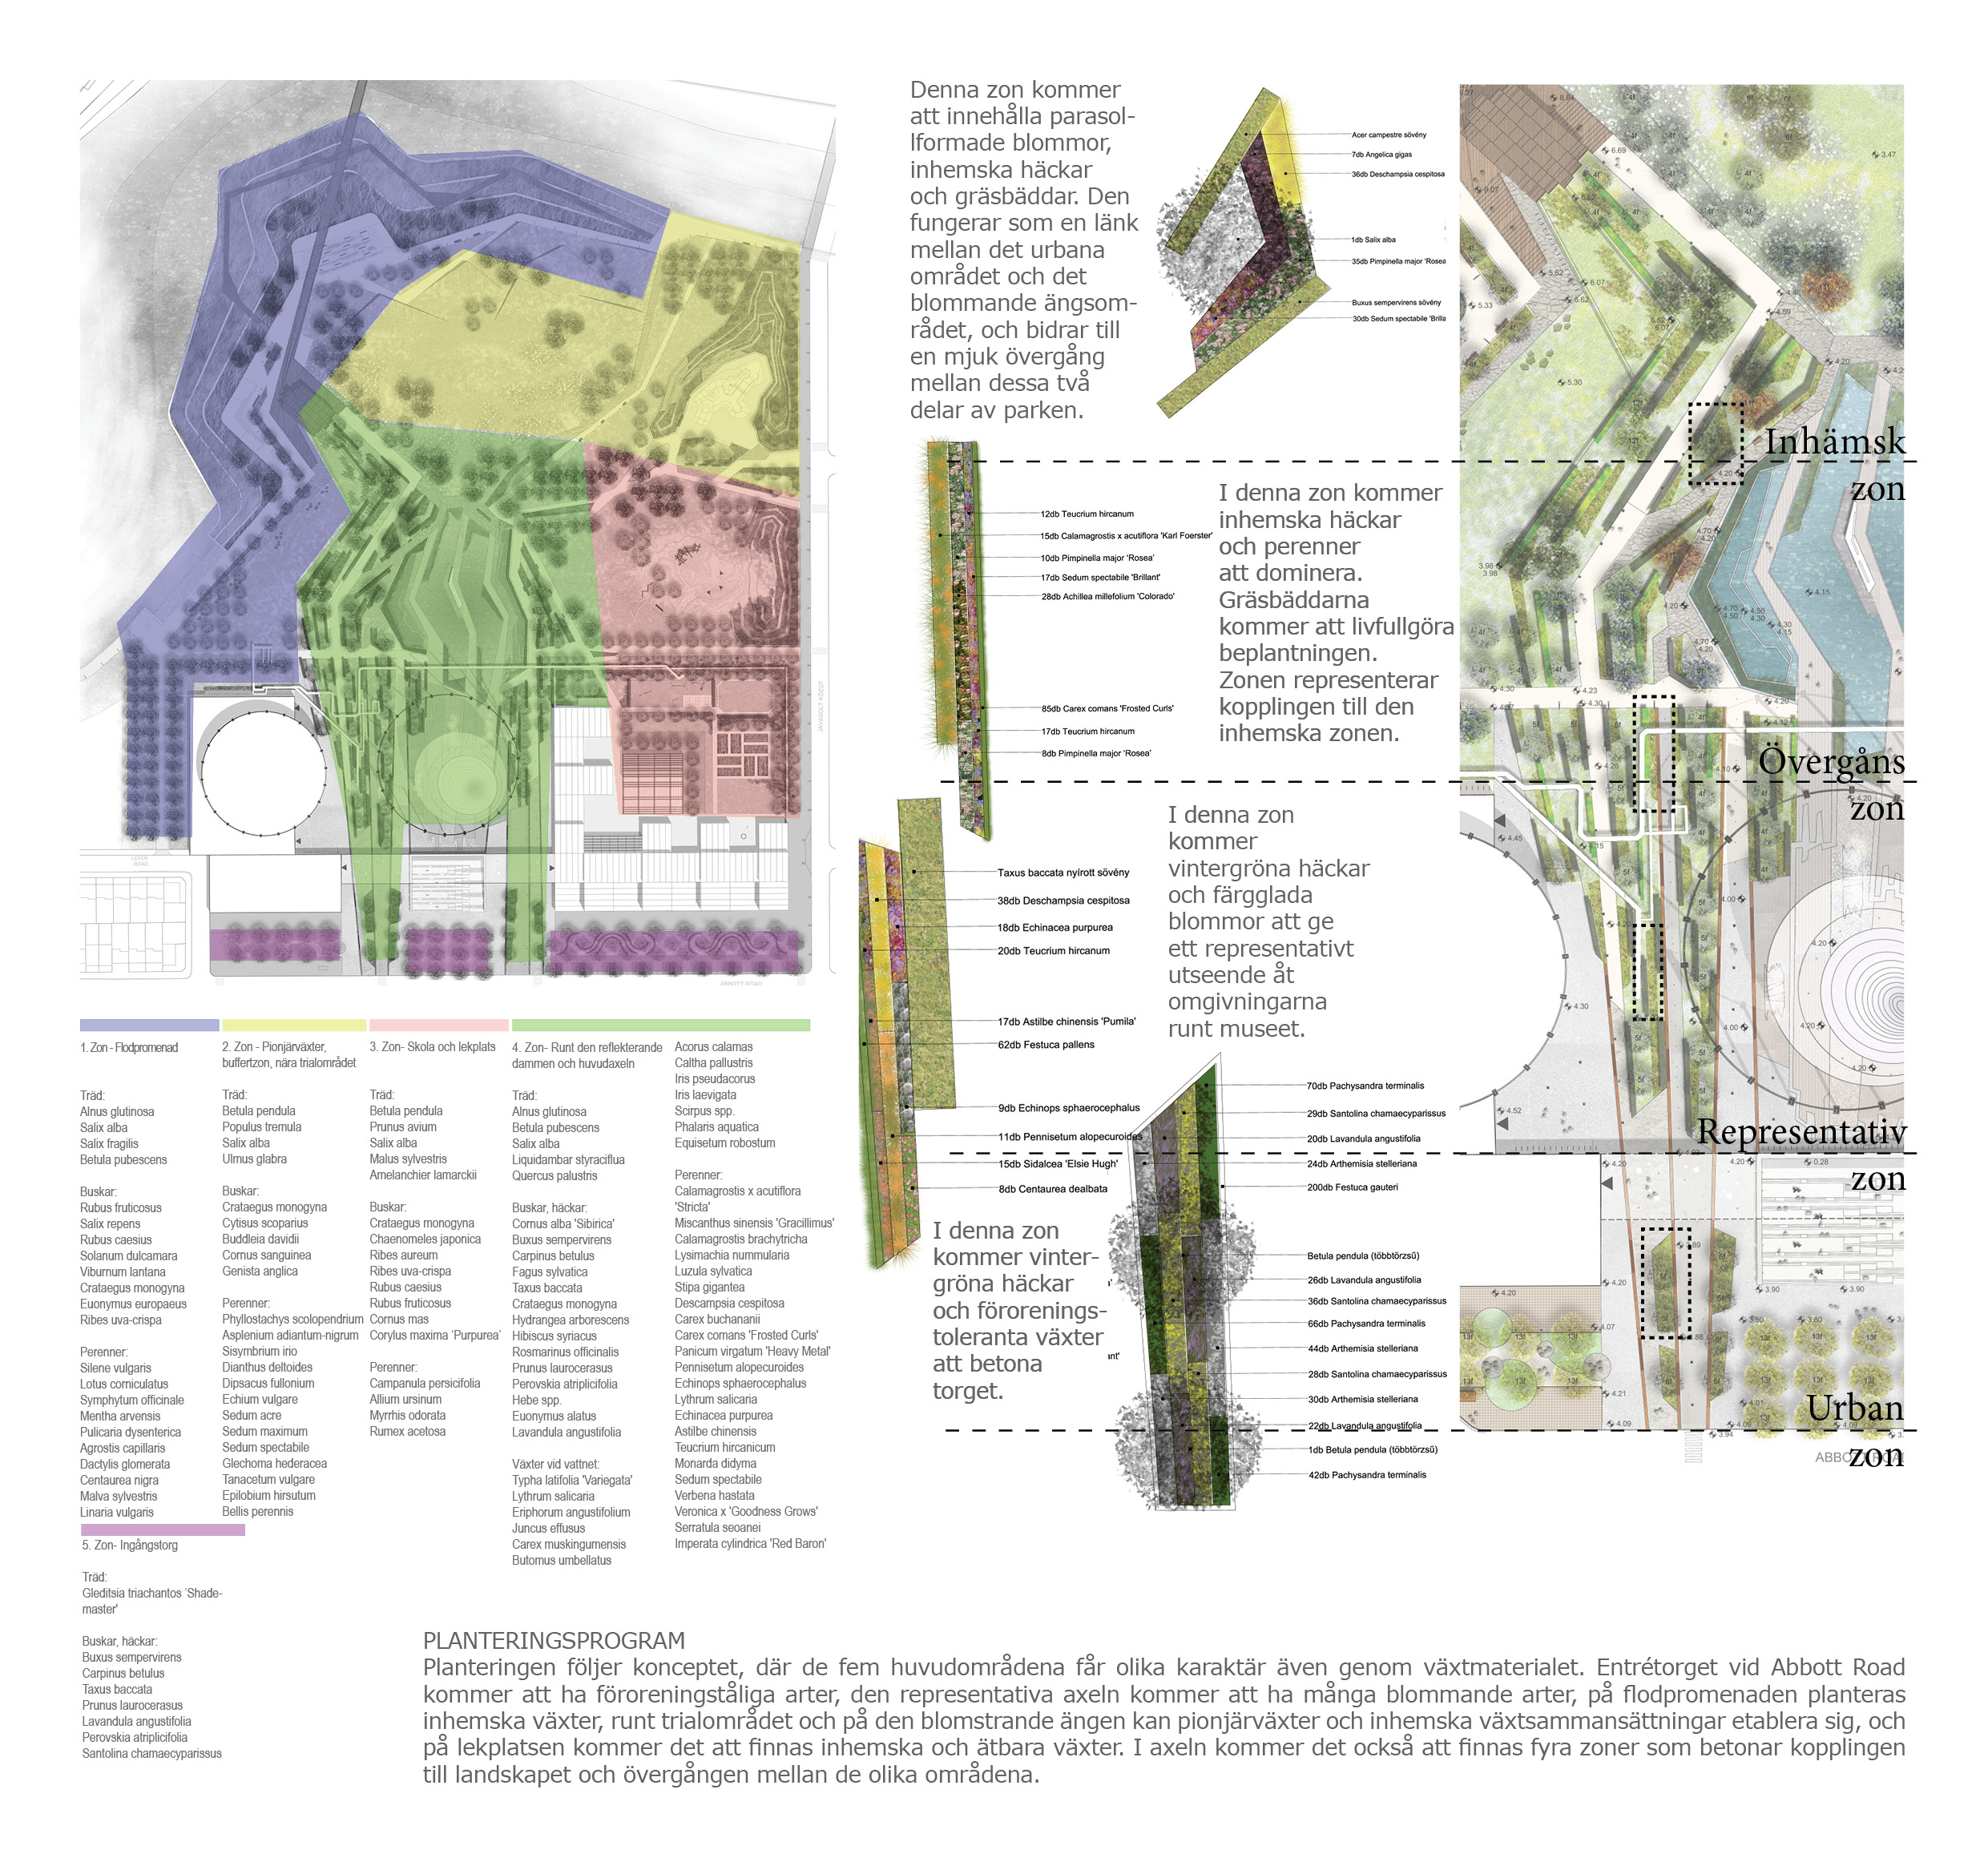 Denna zon kommer
att innehålla parasol-
lformade blommor,
inhemska häckar
och gräsbäddar. Den
fungerar som en länk
mellan det urbana
området och det
blommande ängsom-
rådet, och bidrar till
en mjuk övergång
mellan dessa två
delar av parken.
Acer campestre sövény
7db Angelica gigas
36db Deschampsia cespitosa
1db Salix alba
35db Pimpinella major 'Rosea
Buxus sempervirens sövény
30db Sedum spectabile 'Brilla
Inhämsk
zon
12db Teucrium hircanum
15db Calamagrostis x acutiflora 'Karl Foerster'
10db Pimpinella major 'Rosea'
17db Sedum spectabile 'Brillant'
28db Achillea millefolium 'Colorado'
85db Carex comans 'Frosted Curls'
17db Teucrium hircanum
8db Pimpinella major 'Rosea'
I denna zon kommer
inhemska häckar
och perenner
att dominera.
Gräsbäddarna
kommer att livfullgöra
beplantningen.
Zonen representerar
kopplingen till den
inhemska zonen.
Övergåns
zon
Taxus baccata nyírott sövény
38db Deschampsia cespitosa
18db Echinacea purpurea
20db Teucrium hircanum
17db Astilbe chinensis 'Pumila'
62db Festuca pallens
9db Echinops sphaerocephalus
11db Pennisetum alopecuroides
15db Sidalcea 'Elsie Hugh'
8db Centaurea dealbata
I denna zon
kommer
vintergröna häckar
och färgglada
blommor att ge
ett representativt
utseende åt
omgivningarna
runt museet.
Representativ
zon
70db Pachysandra terminalis
29db Santolina chamaecyparissus
20db Lavandula angustifolia
24db Arthemisia stelleriana
200db Festuca gauteri
Betula pendula (többtörzsű)
26db Lavandula angustifolia
36db Santolina chamaecyparissus
66db Pachysandra terminalis
44db Arthemisia stelleriana
28db Santolina chamaecyparissus
30db Arthemisia stelleriana
22db Lavandula angustifolia
1db Betula pendula (többtörzsű)
42db Pachysandra terminalis
I denna zon
kommer vinter-
gröna häckar
och förorenings-
toleranta växter
att betona
torget.
Urban
zon
LEVEN
ROAD
ABBOTT ROAD
1. Zon - Flodpromenad
Träd:
Alnus glutinosa
Salix alba
Salix fragilis
Betula pubescens
Buskar:
Rubus fruticosus
Salix repens
Rubus caesius
Solanum dulcamara
Viburnum lantana
Crataegus monogyna
Euonymus europaeus
Ribes uva-crispa
Perenner:
Silene vulgaris
Lotus corniculatus
Symphytum officinale
Mentha arvensis
Pulicaria dysenterica
Agrostis capillaris
Dactylis glomerata
Centaurea nigra
Malva sylvestris
Linaria vulgaris
2. Zon - Pionjärväxter,
buffertzon, nära trialområdet
Träd:
Betula pendula
Populus tremula
Salix alba
Ulmus glabra
Buskar:
Crataegus monogyna
Cytisus scoparius
Buddleia davidii
Cornus sanguinea
Genista anglica
Perenner:
Phyllostachys scolopendrium
Asplenium adiantum-nigrum
Sisymbrium irio
Dianthus deltoides
Dipsacus fullonium
Echium vulgare
Sedum acre
Sedum maximum
Sedum spectabile
Glechoma hederacea
Tanacetum vulgare
Epilobium hirsutum
Bellis perennis
3. Zon- Skola och lekplats
Träd:
Betula pendula
Prunus avium
Salix alba
Malus sylvestris
Amelanchier lamarckii
Buskar:
Crataegus monogyna
Chaenomeles japonica
Ribes aureum
Ribes uva-crispa
Rubus caesius
Rubus fruticosus
Cornus mas
Corylus maxima 'Purpurea'
Perenner:
Campanula persicifolia
Allium ursinum
Myrrhis odorata
Rumex acetosa
4. Zon- Runt den reflekterande
dammen och huvudaxeln
Träd:
Alnus glutinosa
Betula pubescens
Salix alba
Liquidambar styraciflua
Quercus palustris
Buskar, häckar:
Cornus alba 'Sibirica'
Buxus sempervirens
Carpinus betulus
Fagus sylvatica
Taxus baccata
Crataegus monogyna
Hydrangea arborescens
Hibiscus syriacus
Rosmarinus officinalis
Prunus laurocerasus
Perovskia atriplicifolia
Hebe spp.
Euonymus alatus
Lavandula angustifolia
Växter vid vattnet:
Typha latifolia 'Variegata'
Lythrum salicaria
Eriphorum angustifolium
Juncus effusus
Carex muskingumensis
Butomus umbellatus
Acorus calamas
Caltha pallustris
Iris pseudacorus
Iris laevigata
Scirpus spp.
Phalaris aquatica
Equisetum robostum
Perenner:
Calamagrostis x acutiflora
'Stricta'
Miscanthus sinensis 'Gracillimus'
Calamagrostis brachytricha
Lysimachia nummularia
Luzula sylvatica
Stipa gigantea
Descampsia cespitosa
Carex buchananii
Carex comans 'Frosted Curls'
Panicum virgatum 'Heavy Metal'
Pennisetum alopecuroides
Echinops sphaerocephalus
Lythrum salicaria
Echinacea purpurea
Astilbe chinensis
Teucrium hircanicum
Monarda didyma
Sedum spectabile
Verbena hastata
Veronica x 'Goodness Grows'
Serratula seoanei
Imperata cylindrica 'Red Baron'
5. Zon- Ingångstorg
Träd:
Gleditsia triachantos 'Shade-
master'
Buskar, häckar:
Buxus sempervirens
Carpinus betulus
Taxus baccata
Prunus laurocerasus
Lavandula angustifolia
Perovskia atriplicifolia
Santolina chamaecyparissus
PLANTERINGSPROGRAM
Planteringen följer konceptet, där de fem huvudområdena får olika karaktär även genom växtmaterialet. Entrétorget vid Abbott Road
kommer att ha föroreningståliga arter, den representativa axeln kommer att ha många blommande arter, på flodpromenaden planteras
inhemska växter, runt trialområdet och på den blomstrande ängen kan pionjärväxter och inhemska växtsammansättningar etablera sig, och
på lekplatsen kommer det att finnas inhemska och ätbara växter. I axeln kommer det också att finnas fyra zoner som betonar kopplingen
till landskapet och övergången mellan de olika områdena.